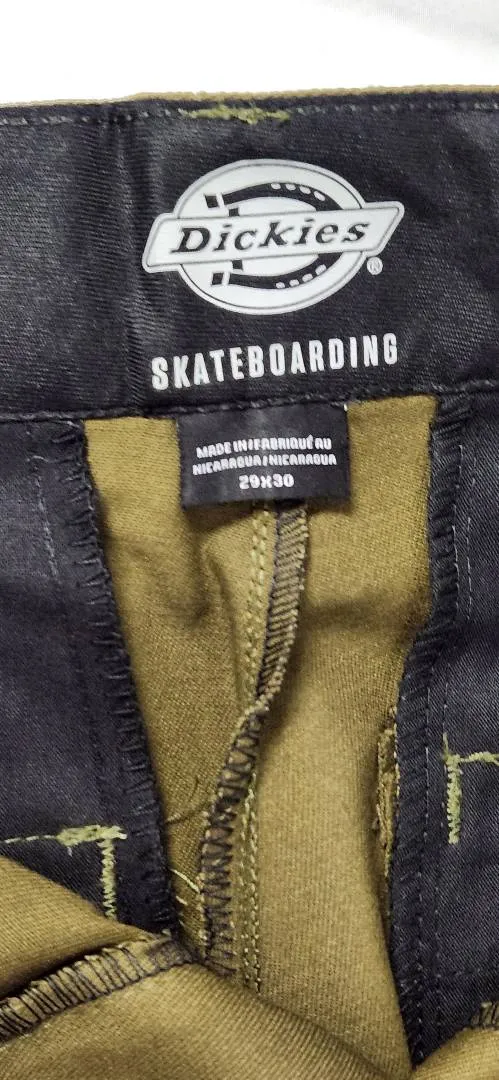 Dickies®
SKATEBOARDING
MADE IN/FABRIQUÉ AU
NICARAGUA/NICARAGUA
29X30